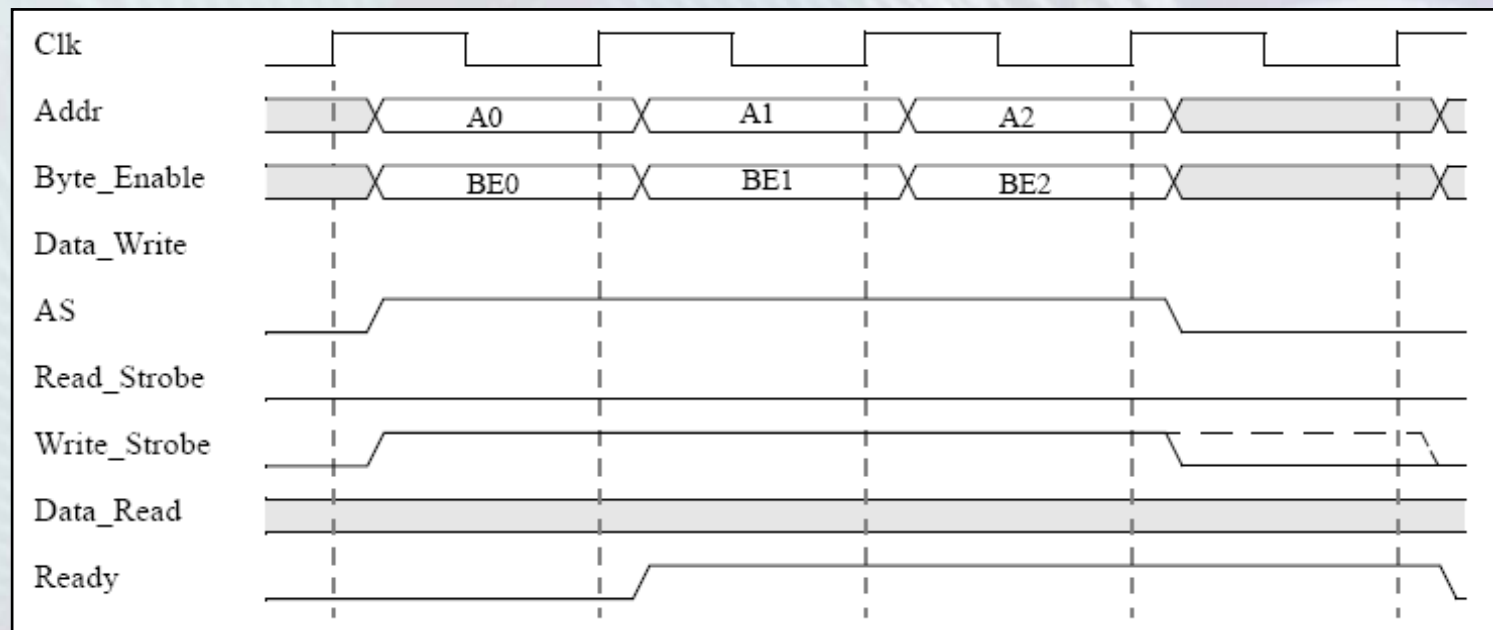 Clk
Addr A0 A1 A2
Byte_Enable BE0 BE1 BE2
Data_Write
AS
Read_Strobe
Write_Strobe
Data_Read
Ready